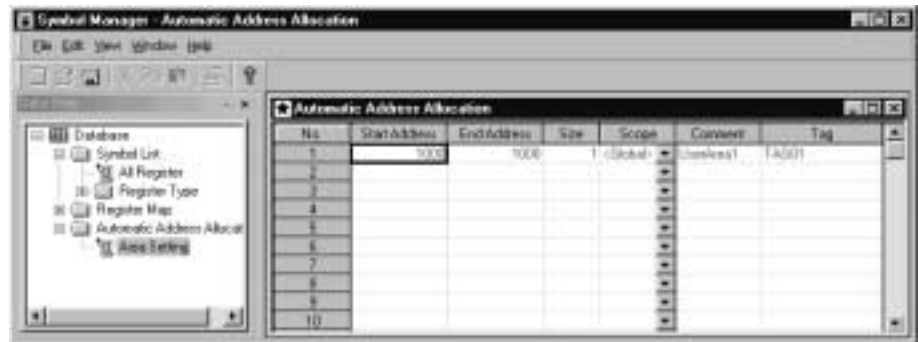 Symbol Manager - Automatic Address Allocation
File Edit View Window Help
Database
Symbol List
All Register
Register Type
Register Map
Automatic Address Allocat
Area Setting
Automatic Address Allocation
No. Start Address End Address Size Scope Comment Tag
1 1000 1000 1 <Global> UserArea1 TAG01
2
3
4
5
6
7
8
9
10